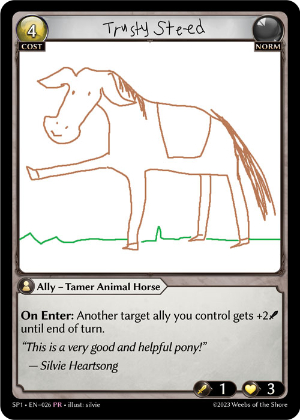 Trusty Steed
4
COST
NORM
Ally – Tamer Animal Horse
On Enter: Another target ally you control gets +2
until end of turn.
“This is a very good and helpful pony!”
— Silvie Heartsong
1
3
SP1 • EN-026 PR • illust: silvie
©2023 Weebs of the Shore